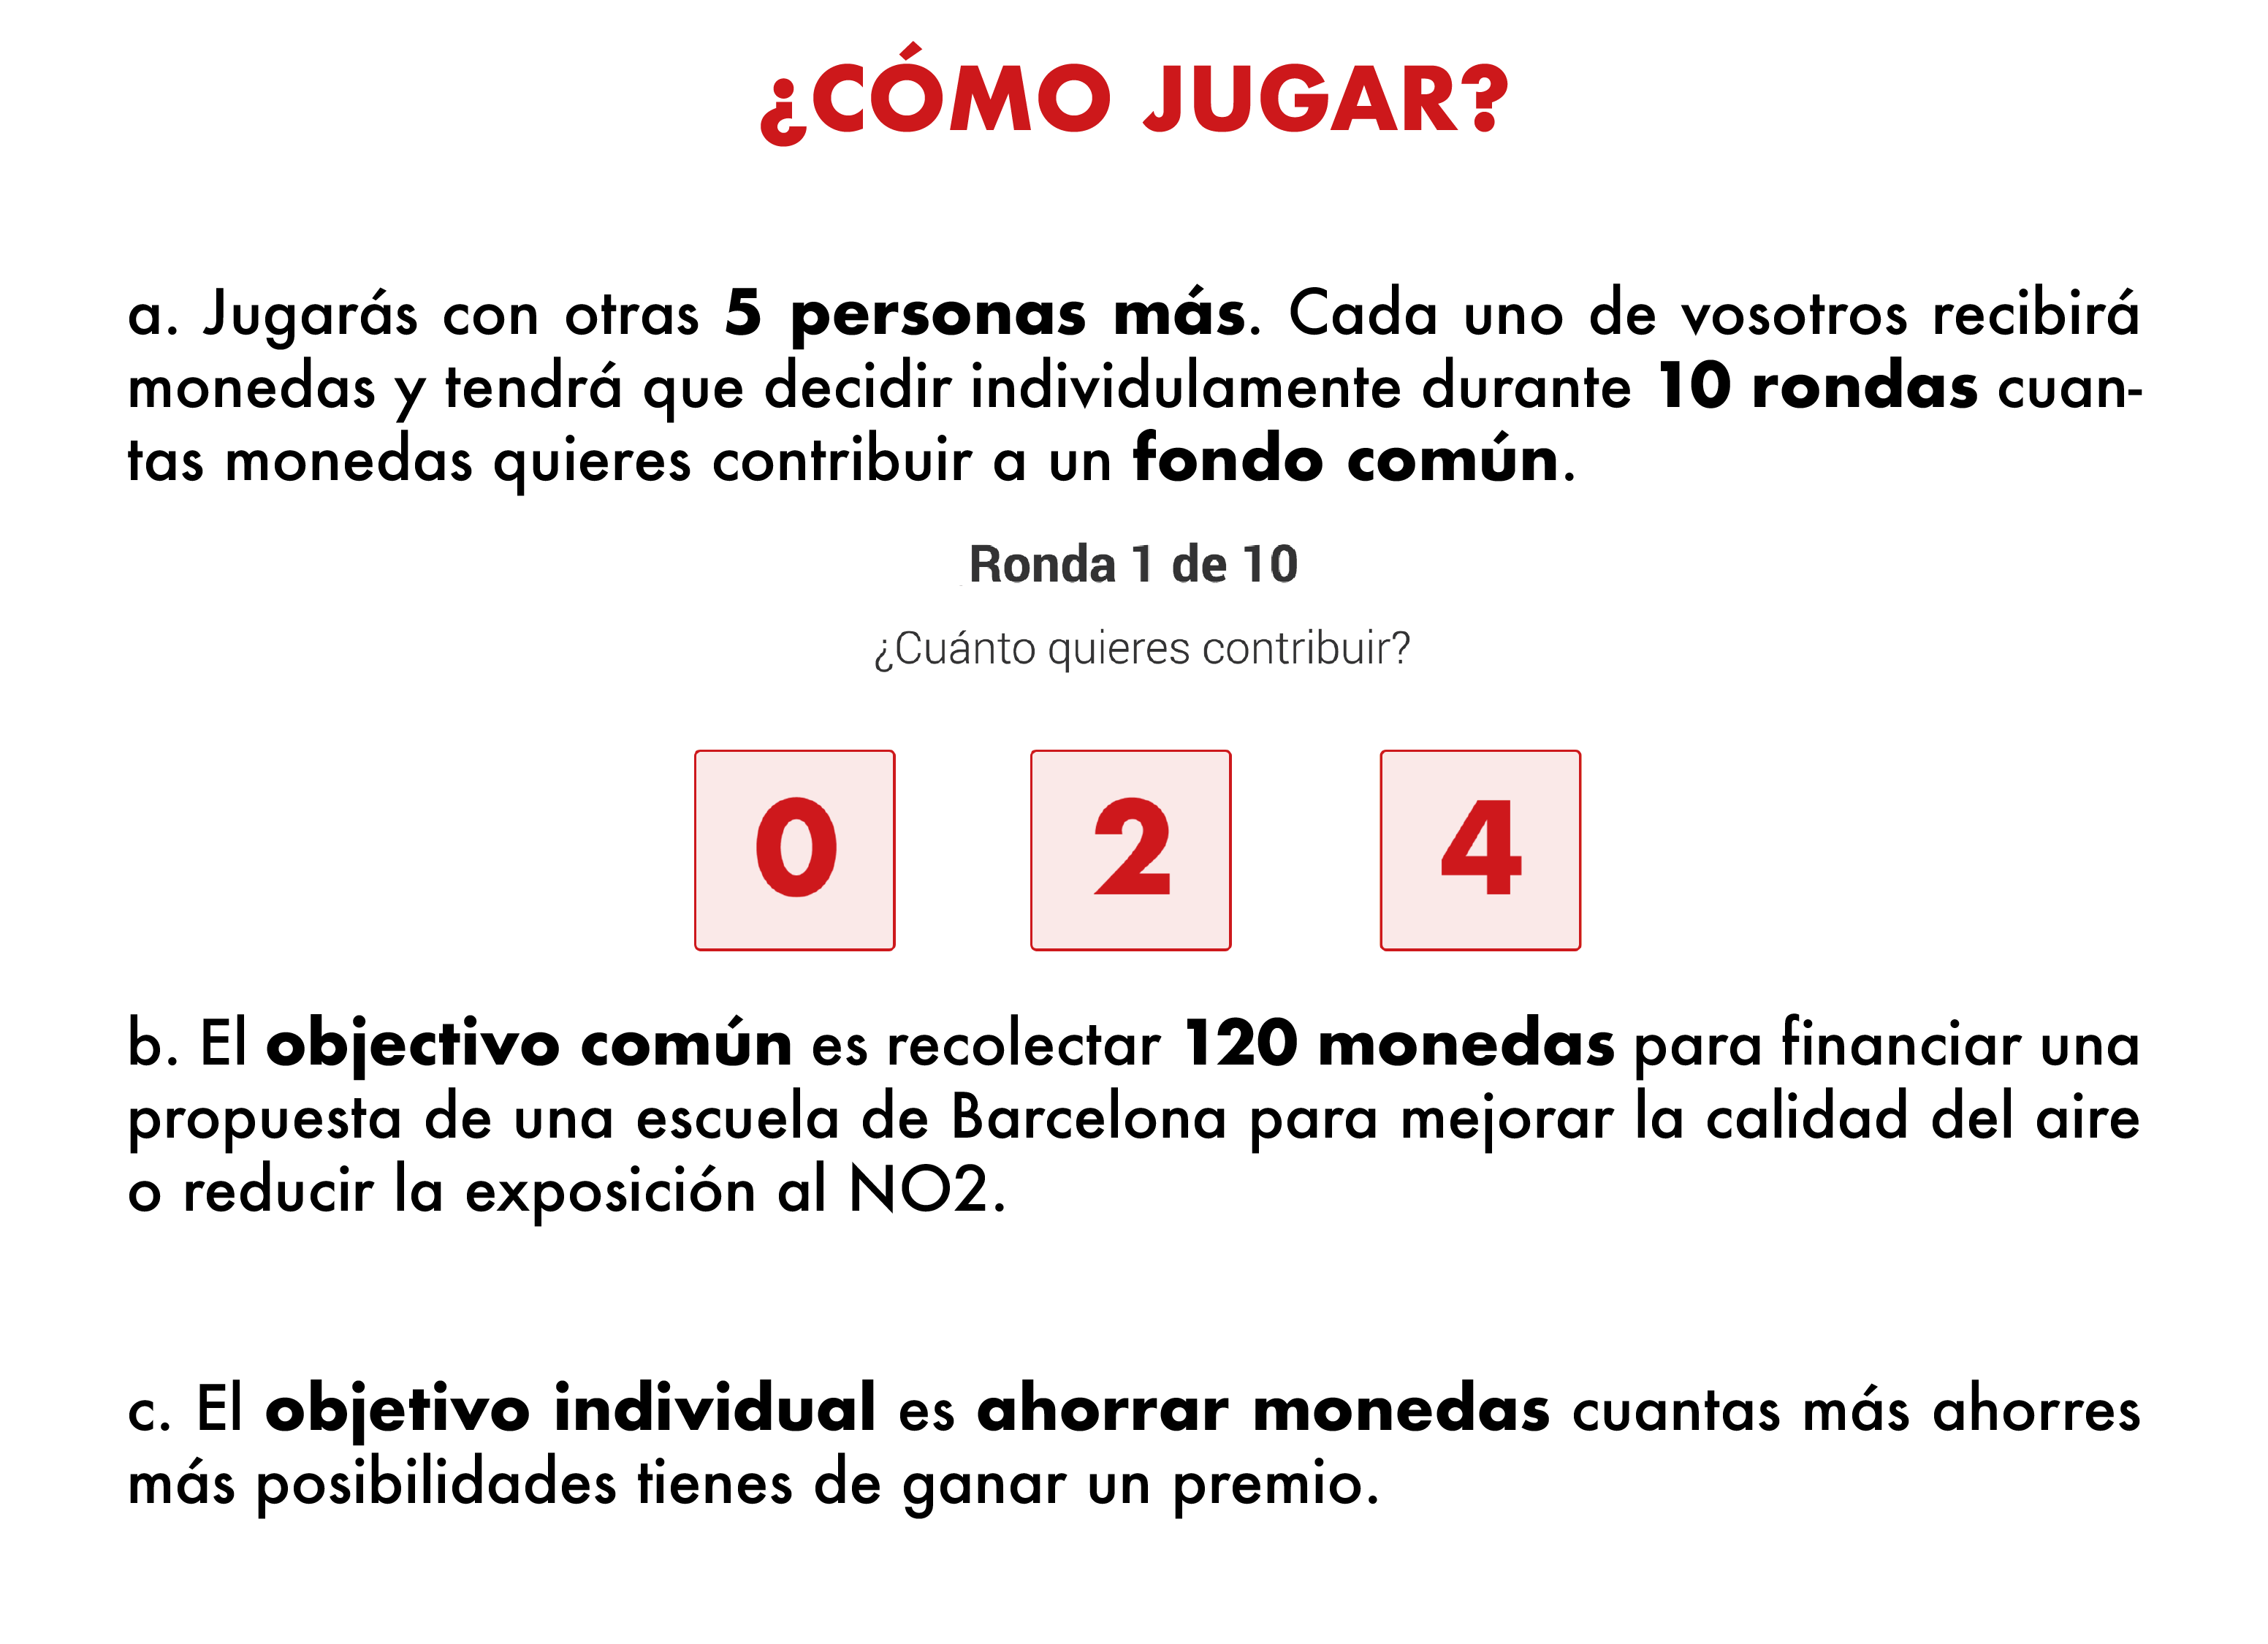 ¿CÓMO JUGAR?
a. Jugarás con otras 5 personas más. Cada uno de vosotros recibirá
monedas y tendrá que decidir individulamente durante 10 rondas cuan-
tas monedas quieres contribuir a un fondo común.
Ronda 1 de 10
¿Cuánto quieres contribuir?
0 2 4
b. El objectivo común es recolectar 120 monedas para financiar una
propuesta de una escuela de Barcelona para mejorar la calidad del aire
o reducir la exposición al NO2.
c. El objetivo individual es ahorrar monedas cuantas más ahorres
más posibilidades tienes de ganar un premio.